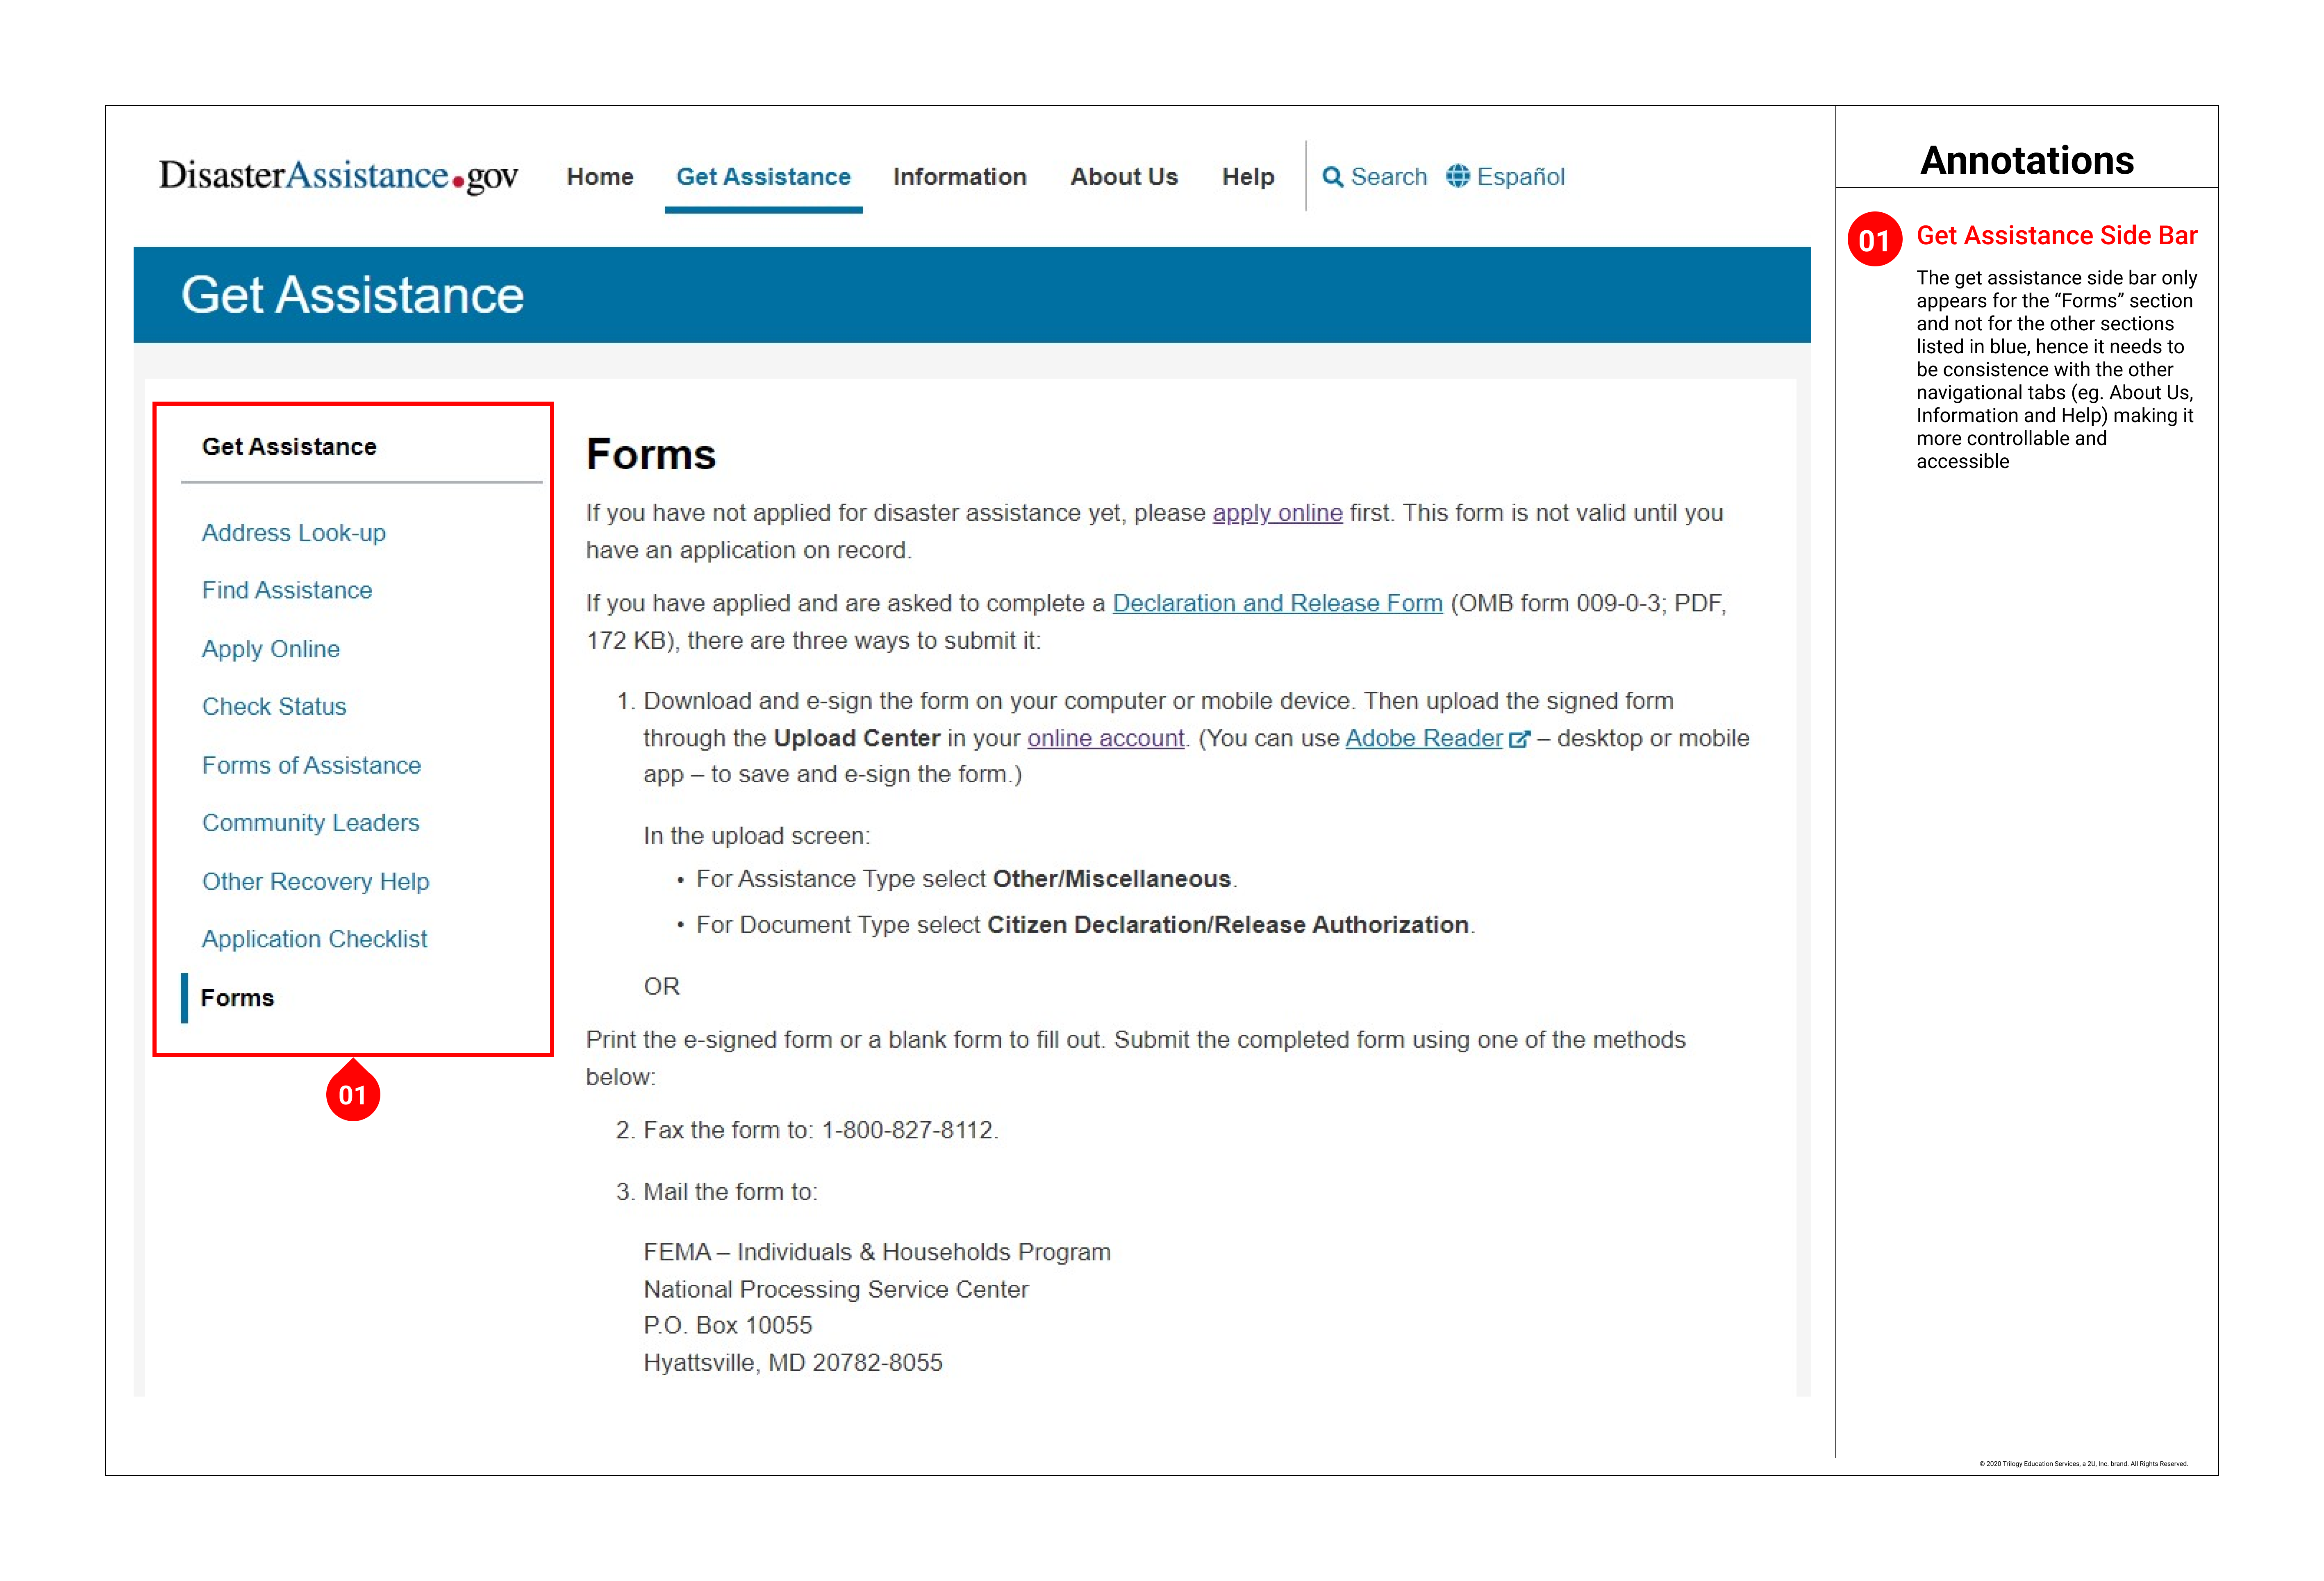 DisasterAssistance.gov Home Get Assistance Information About Us Help Search Español
Get Assistance
Get Assistance
Address Look-up
Find Assistance
Apply Online
Check Status
Forms of Assistance
Community Leaders
Other Recovery Help
Application Checklist
Forms
01
Forms
If you have not applied for disaster assistance yet, please apply online first. This form is not valid until you
have an application on record.
If you have applied and are asked to complete a Declaration and Release Form (OMB form 009-0-3; PDF,
172 KB), there are three ways to submit it:
1. Download and e-sign the form on your computer or mobile device. Then upload the signed form
through the Upload Center in your online account. (You can use Adobe Reader – desktop or mobile
app – to save and e-sign the form.)
In the upload screen:
• For Assistance Type select Other/Miscellaneous.
• For Document Type select Citizen Declaration/Release Authorization.
OR
Print the e-signed form or a blank form to fill out. Submit the completed form using one of the methods
below:
2. Fax the form to: 1-800-827-8112.
3. Mail the form to:
FEMA – Individuals & Households Program
National Processing Service Center
P.O. Box 10055
Hyattsville, MD 20782-8055
Annotations
01 Get Assistance Side Bar
The get assistance side bar only
appears for the “Forms” section
and not for the other sections
listed in blue, hence it needs to
be consistence with the other
navigational tabs (eg. About Us,
Information and Help) making it
more controllable and
accessible
© 2020 Trilogy Education Services, a 2U, Inc. brand. All Rights Reserved.